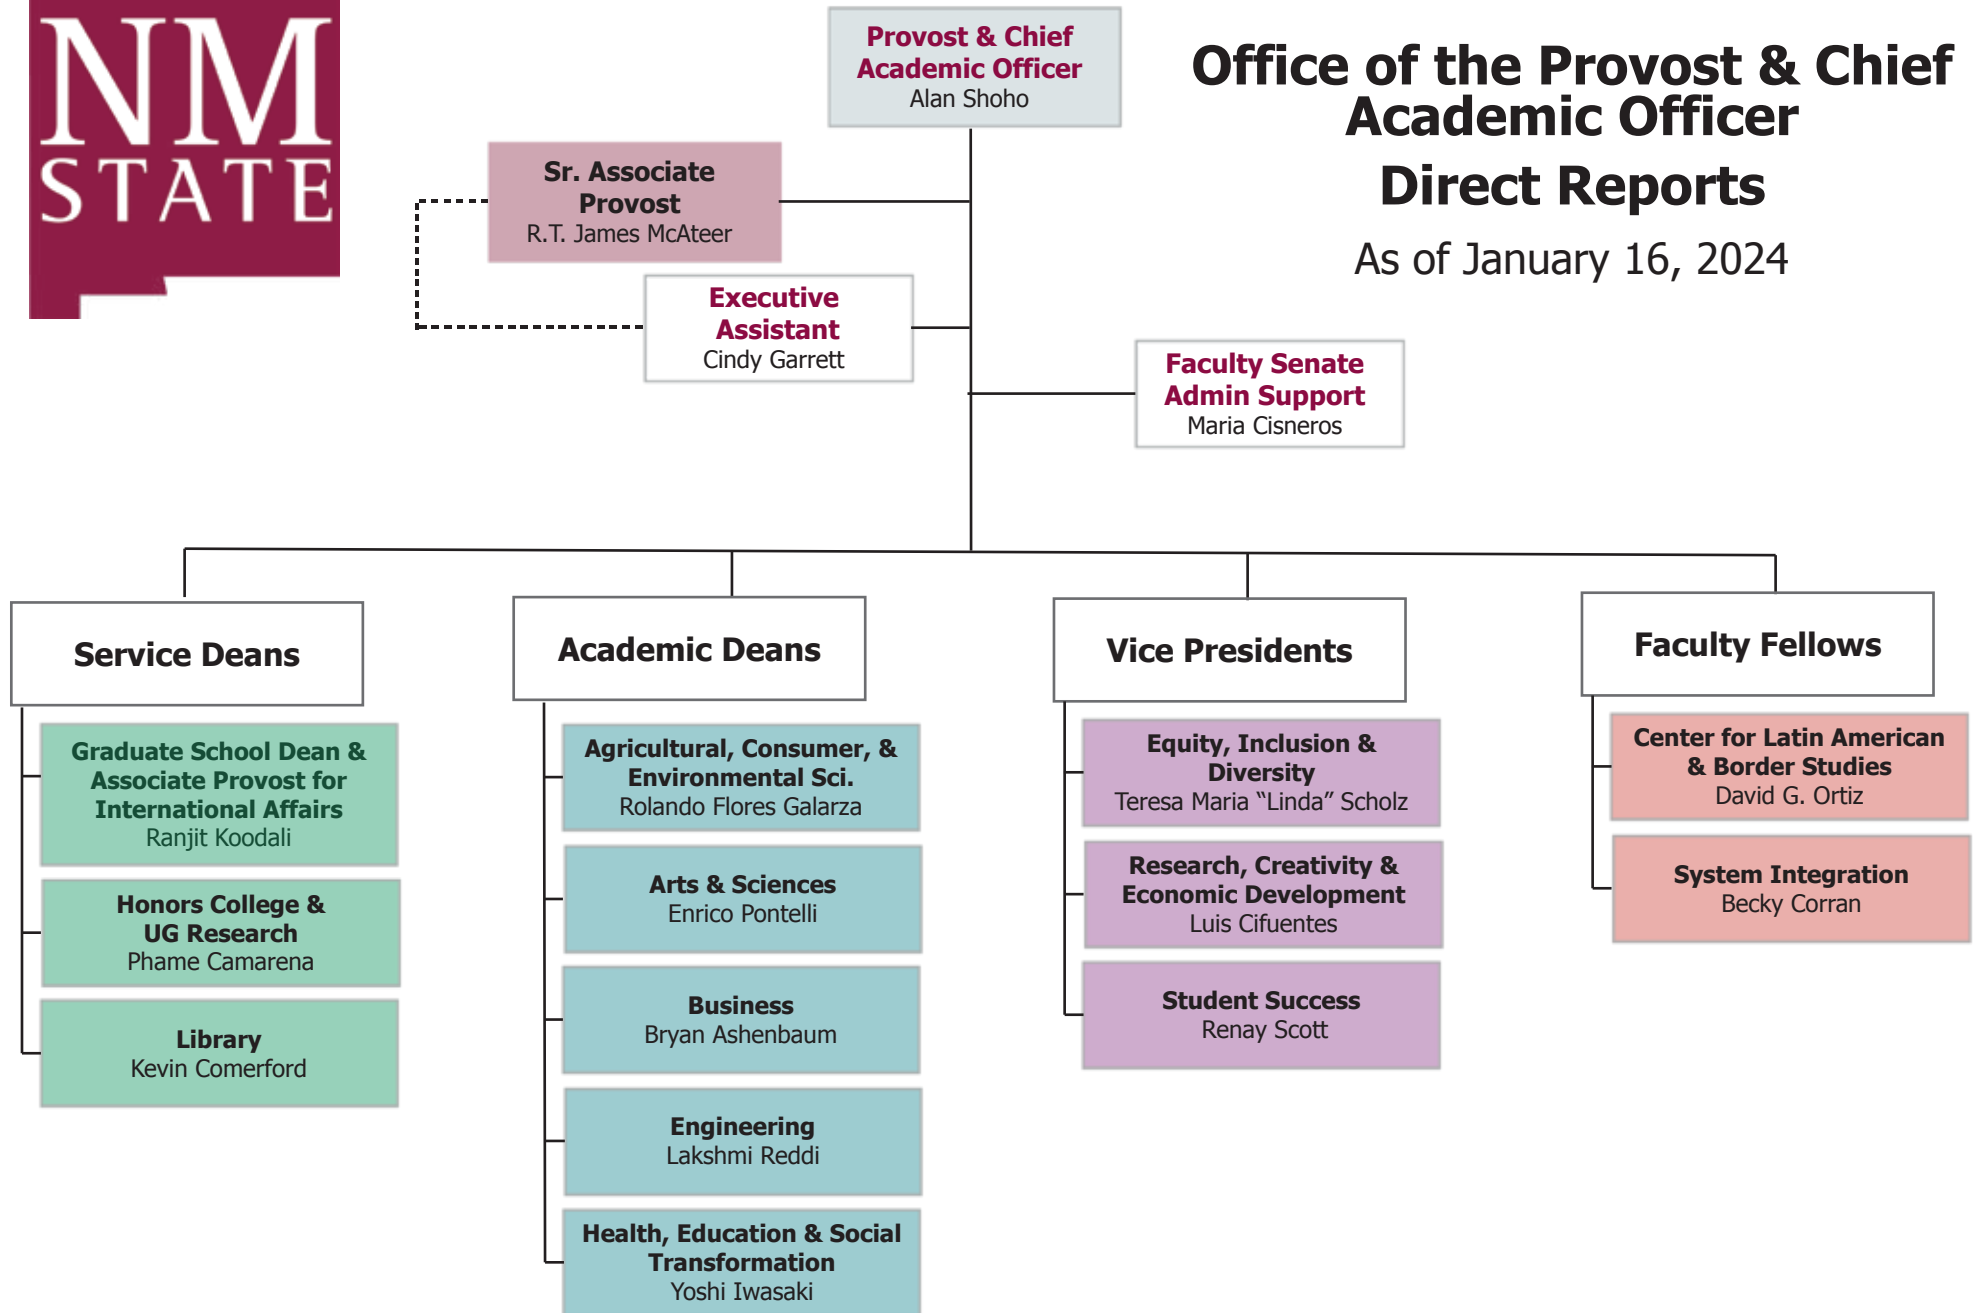 NM
STATE
Provost & Chief
Academic Officer
Alan Shoho
Office of the Provost & Chief
Academic Officer
Direct Reports
As of January 16, 2024
Sr. Associate
Provost
R.T. James McAteer
Executive
Assistant
Cindy Garrett
Faculty Senate
Admin Support
Maria Cisneros
Service Deans
Graduate School Dean &
Associate Provost for
International Affairs
Ranjit Koodali
Honors College &
UG Research
Phame Camarena
Library
Kevin Comerford
Academic Deans
Agricultural, Consumer, &
Environmental Sci.
Rolando Flores Galarza
Arts & Sciences
Enrico Pontelli
Business
Bryan Ashenbaum
Engineering
Lakshmi Reddi
Health, Education & Social
Transformation
Yoshi Iwasaki
Vice Presidents
Equity, Inclusion &
Diversity
Teresa Maria “Linda” Scholz
Research, Creativity &
Economic Development
Luis Cifuentes
Student Success
Renay Scott
Faculty Fellows
Center for Latin American
& Border Studies
David G. Ortiz
System Integration
Becky Corran